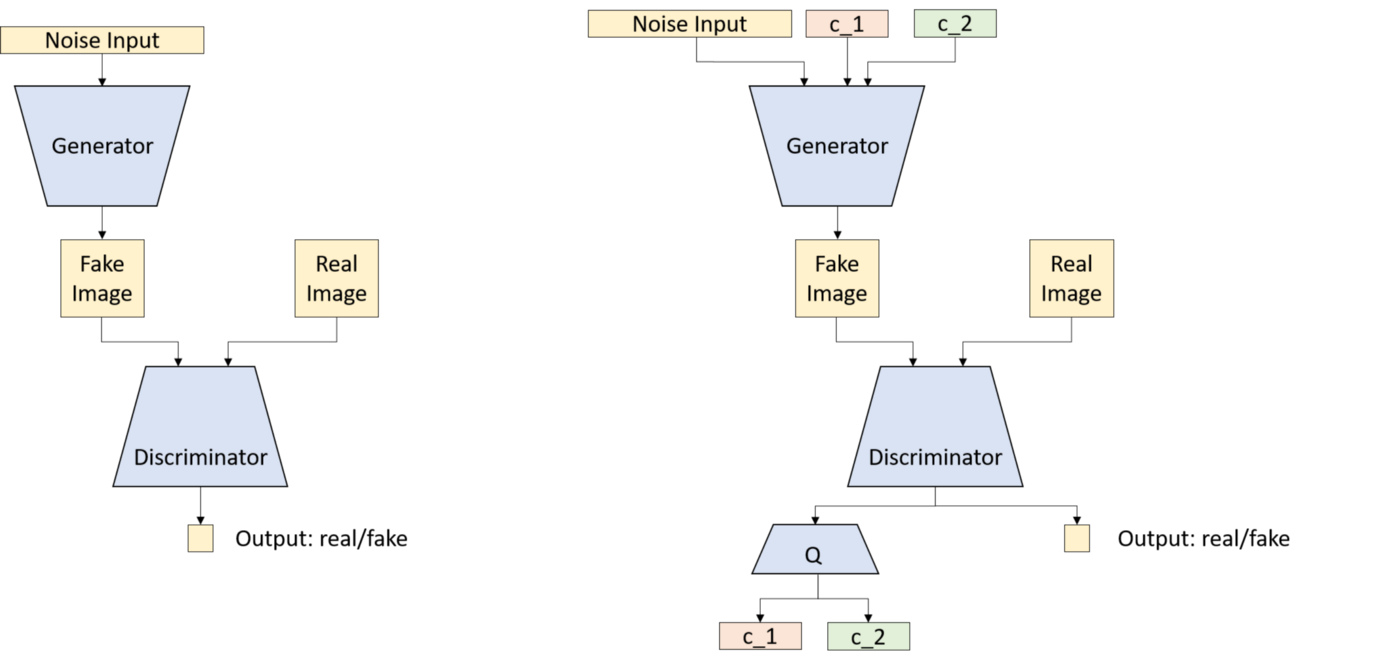 Noise Input
Generator
Fake
Image
Real
Image
Discriminator
Output: real/fake
Noise Input
c_1
c_2
Generator
Fake
Image
Real
Image
Discriminator
Q
Output: real/fake
c_1
c_2